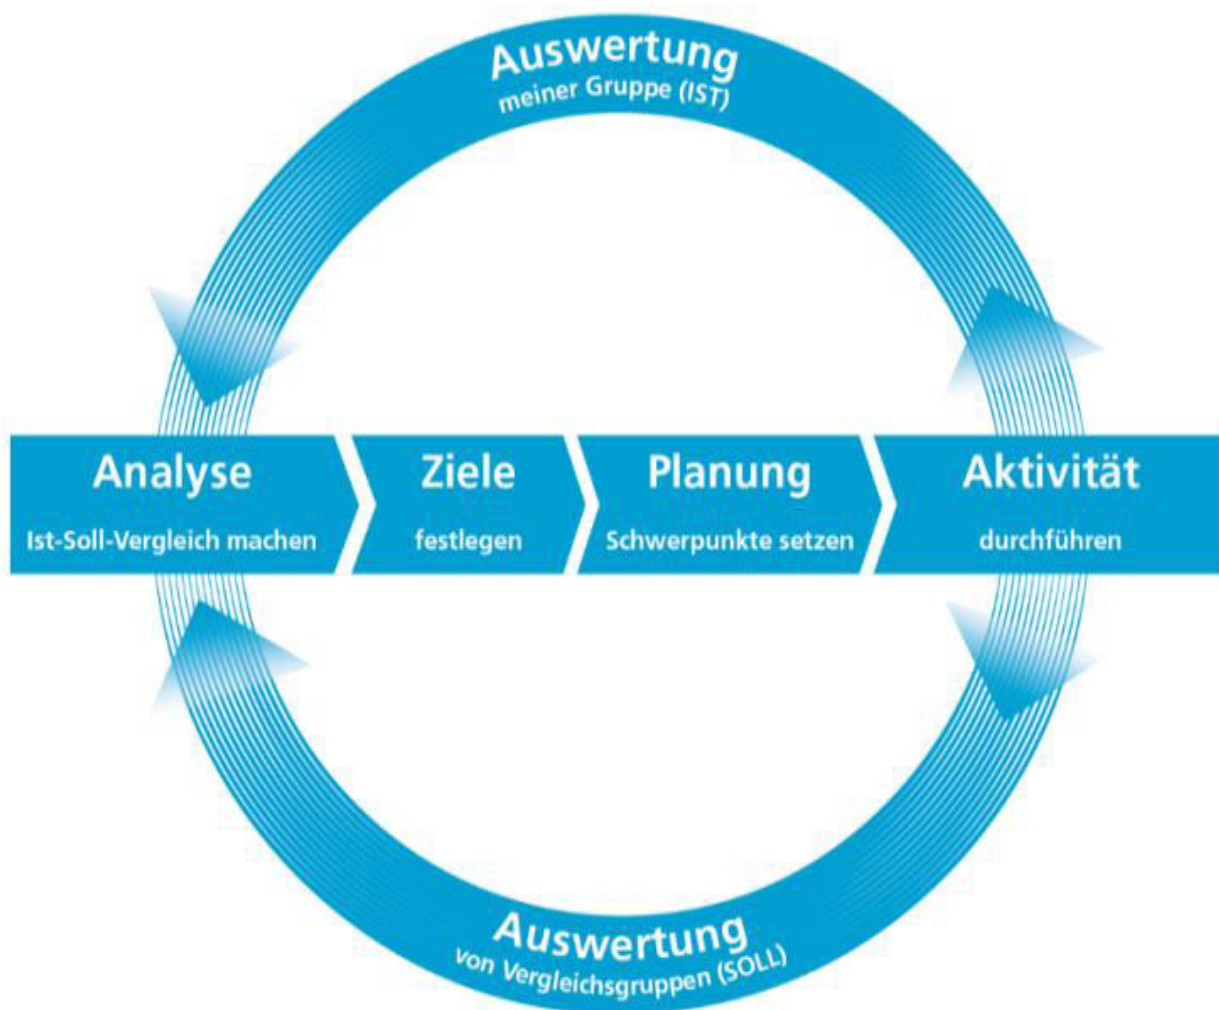 Auswertung
meiner Gruppe (IST)
Analyse
Ist-Soll-Vergleich machen
Ziele
festlegen
Planung
Schwerpunkte setzen
Aktivität
durchführen
Auswertung
von Vergleichsgruppen (SOLL)